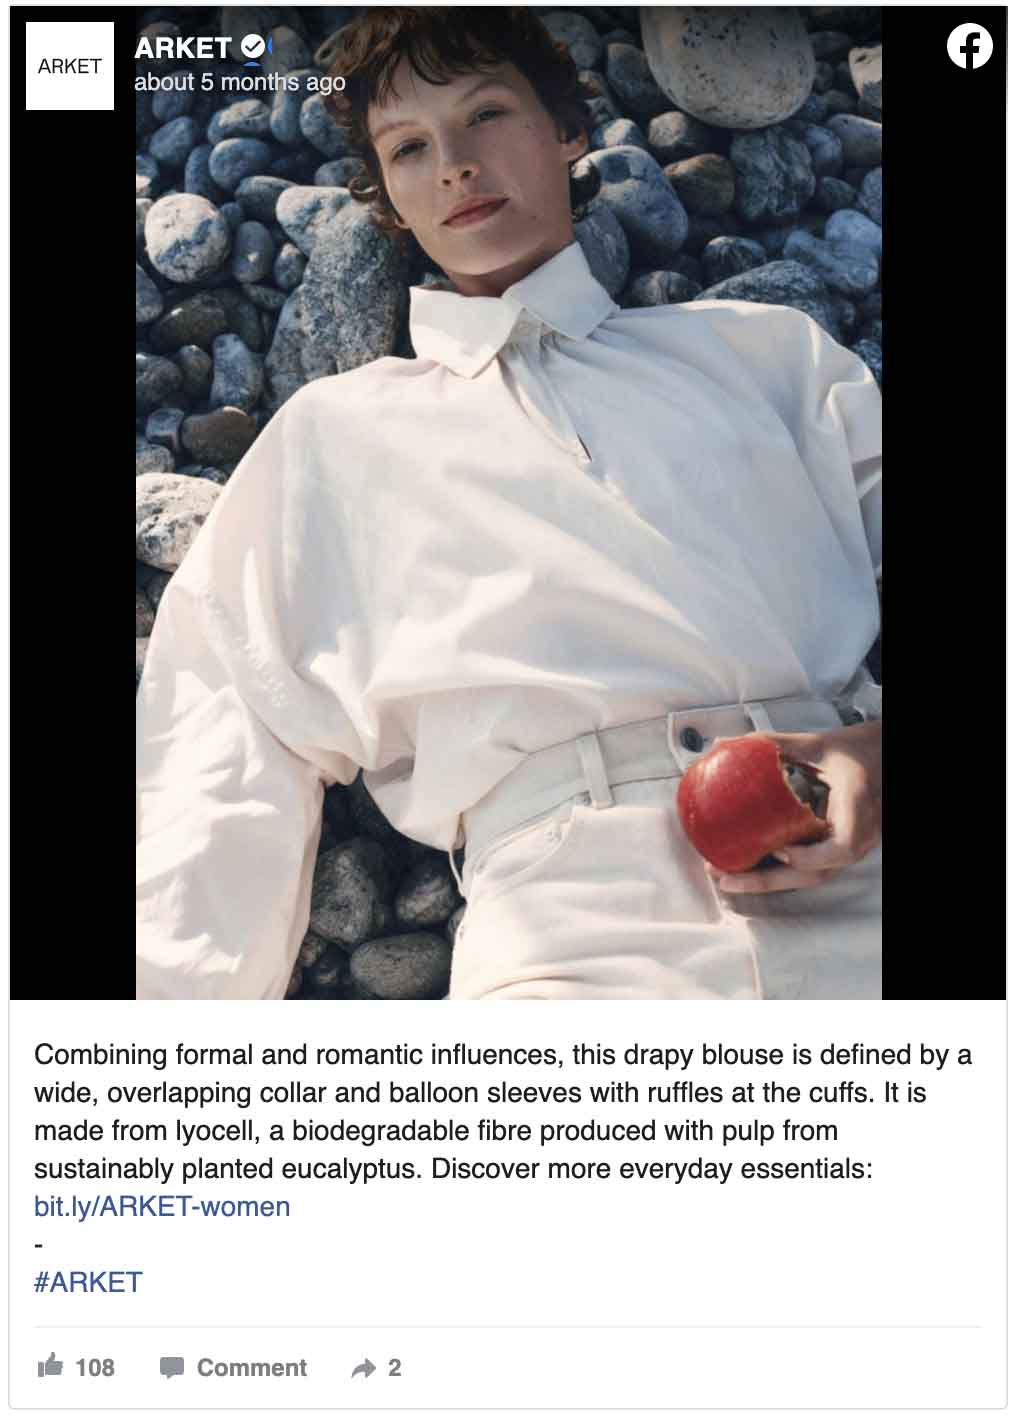 ARKET
ARKET
about 5 months ago
Combining formal and romantic influences, this drapy blouse is defined by a
wide, overlapping collar and balloon sleeves with ruffles at the cuffs. It is
made from lyocell, a biodegradable fibre produced with pulp from
sustainably planted eucalyptus. Discover more everyday essentials:
bit.ly/ARKET-women
-
#ARKET
108 Comment 2